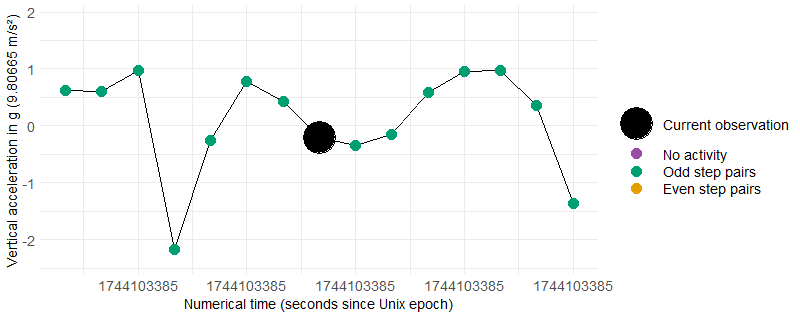 Vertical acceleration in g (9.80665 m/s²)
2
1
0
-1
-2
1744103385 1744103385 1744103385 1744103385 1744103385
Numerical time (seconds since Unix epoch)
Current observation
No activity
Odd step pairs
Even step pairs